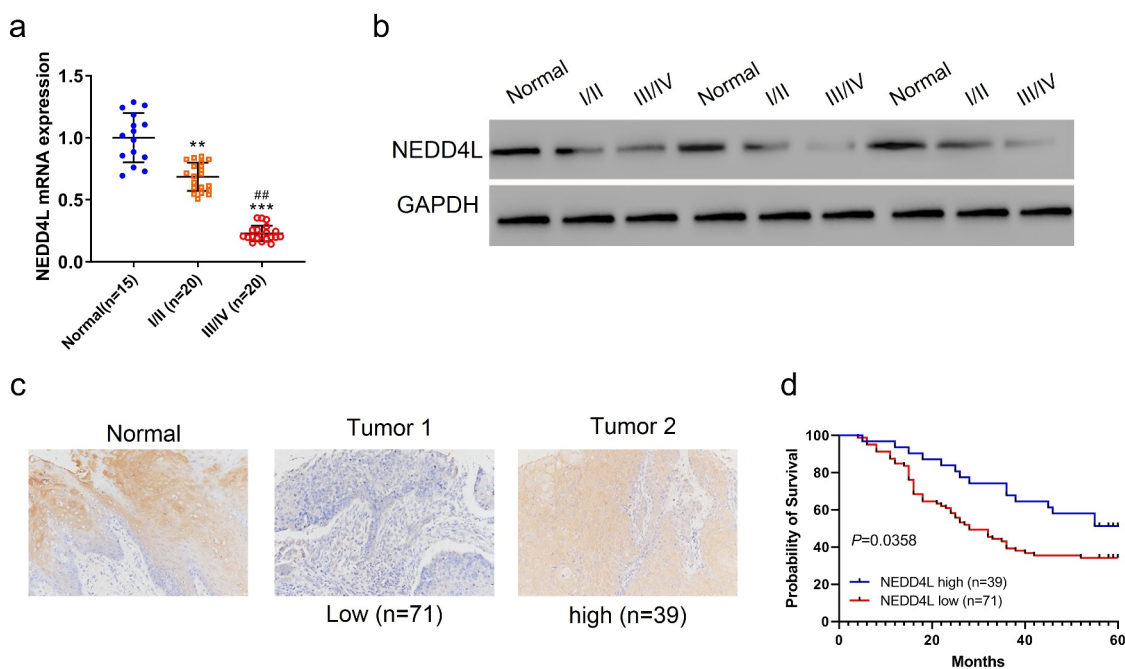 a
NEDD4L mRNA expression
1.5
1.0
0.5
0.0
**
##
***
Normal(n=15)
I/II (n=20)
III/IV (n=20)
b
Normal I/II III/IV Normal I/II III/IV Normal I/II III/IV
NEDD4L
GAPDH
c
Normal Tumor 1 Tumor 2
Low (n=71) high (n=39)
d
Probability of Survival
100
80
60
40
20
0
P=0.0358
NEDD4L high (n=39)
NEDD4L low (n=71)
0 20 40 60
Months